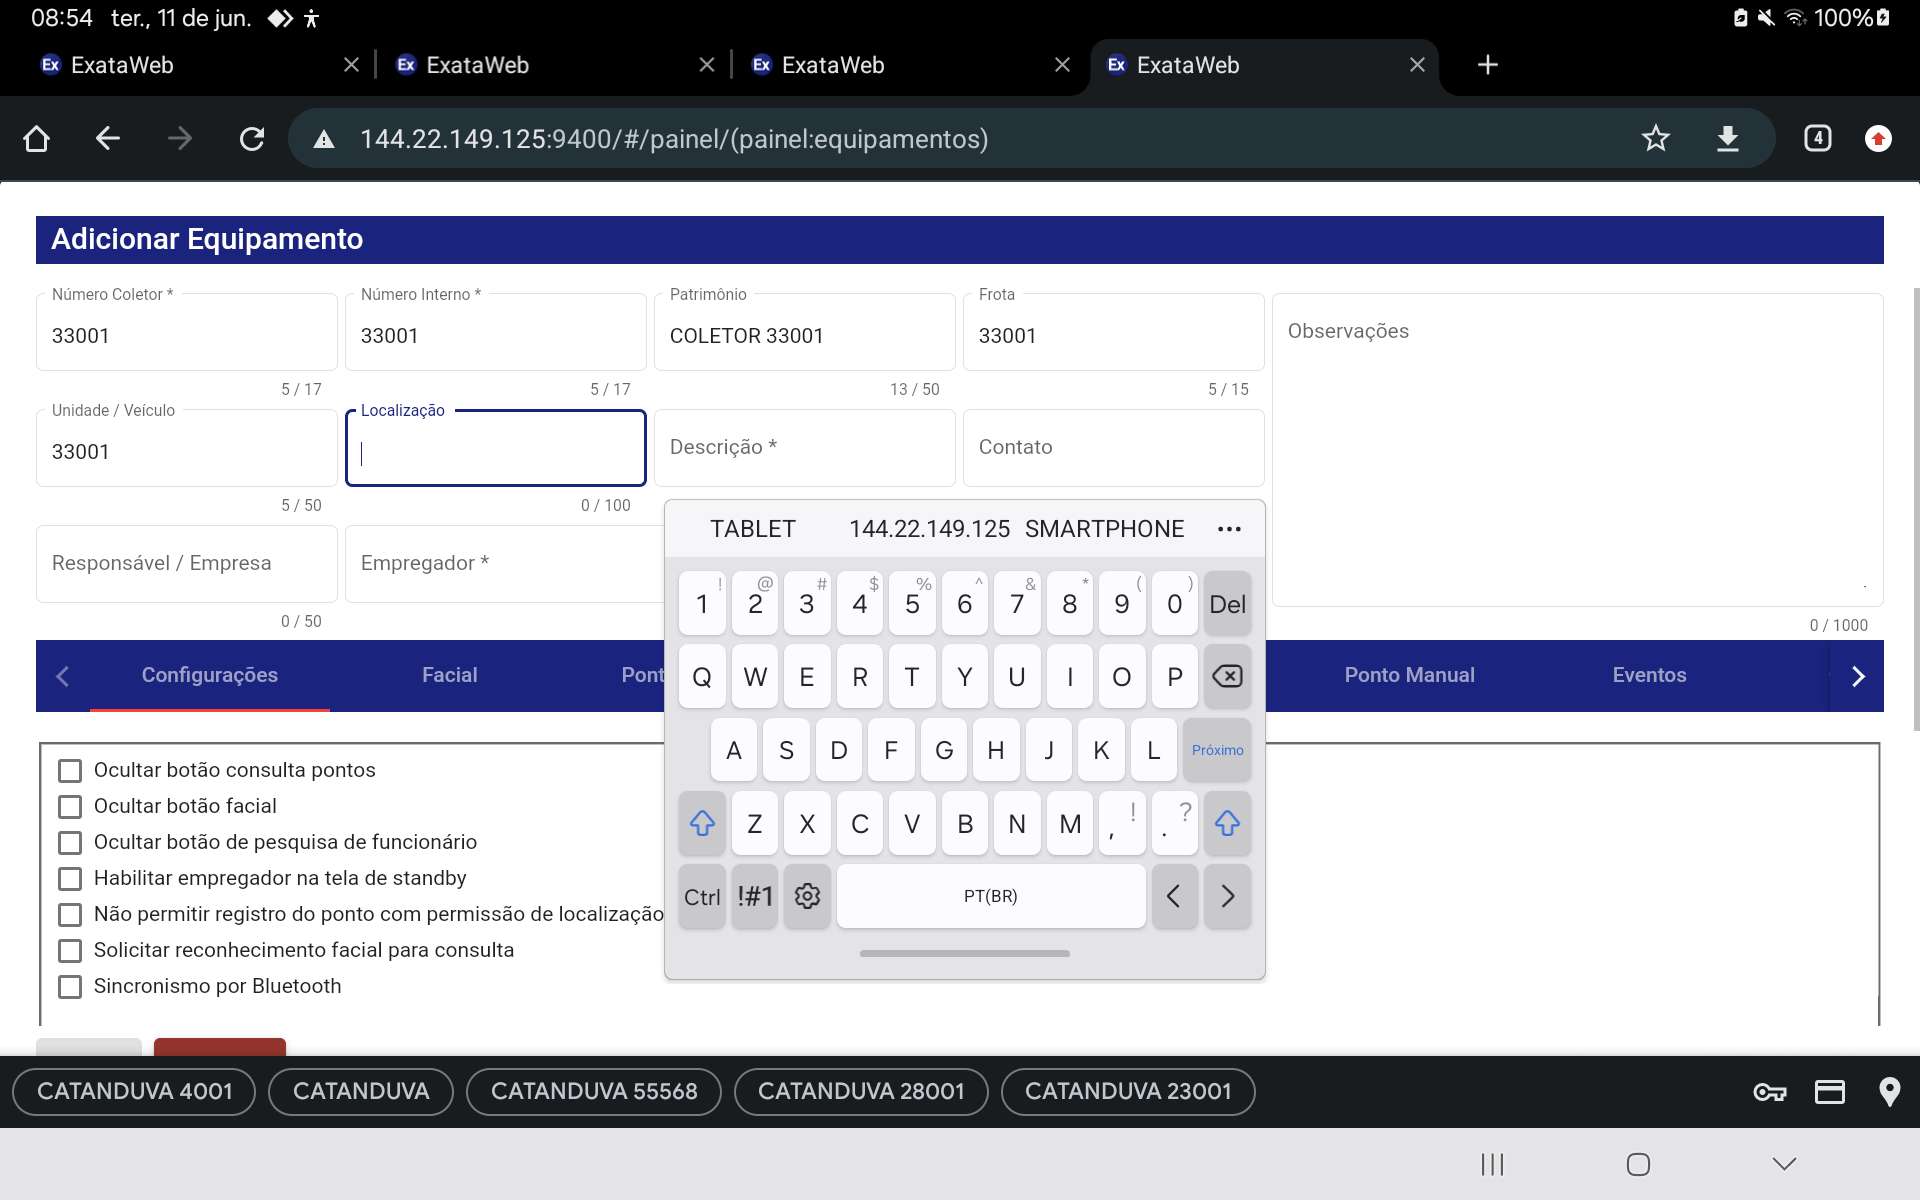 08:54 ter., 11 de jun. 100%
Ex ExataWeb Ex ExataWeb Ex ExataWeb Ex ExataWeb
144.22.149.125:9400/#/painel/(painel:equipamentos) 4
Adicionar Equipamento
Número Coletor * Número Interno * Patrimônio Frota
33001 33001 COLETOR 33001 33001 Observações
5 / 17 5 / 17 13 / 50 5 / 15
Unidade / Veículo Localização
33001 Descrição * Contato
5 / 50 0 / 100
Responsável / Empresa Empregador *
0 / 50 0 / 1000
TABLET 144.22.149.125 SMARTPHONE ...
! @ # $ % ^ & * ( )
1 2 3 4 5 6 7 8 9 0 Del
Configurações Facial Pont Ponto Manual Eventos
Q W E R T Y U I O P
A S D F G H J K L Próximo
Z X C V B N M , ! . ?
Ctrl !#1 PT(BR) < >
Ocultar botão consulta pontos
Ocultar botão facial
Ocultar botão de pesquisa de funcionário
Habilitar empregador na tela de standby
Não permitir registro do ponto com permissão de localização
Solicitar reconhecimento facial para consulta
Sincronismo por Bluetooth
CATANDUVA 4001 CATANDUVA CATANDUVA 55568 CATANDUVA 28001 CATANDUVA 23001